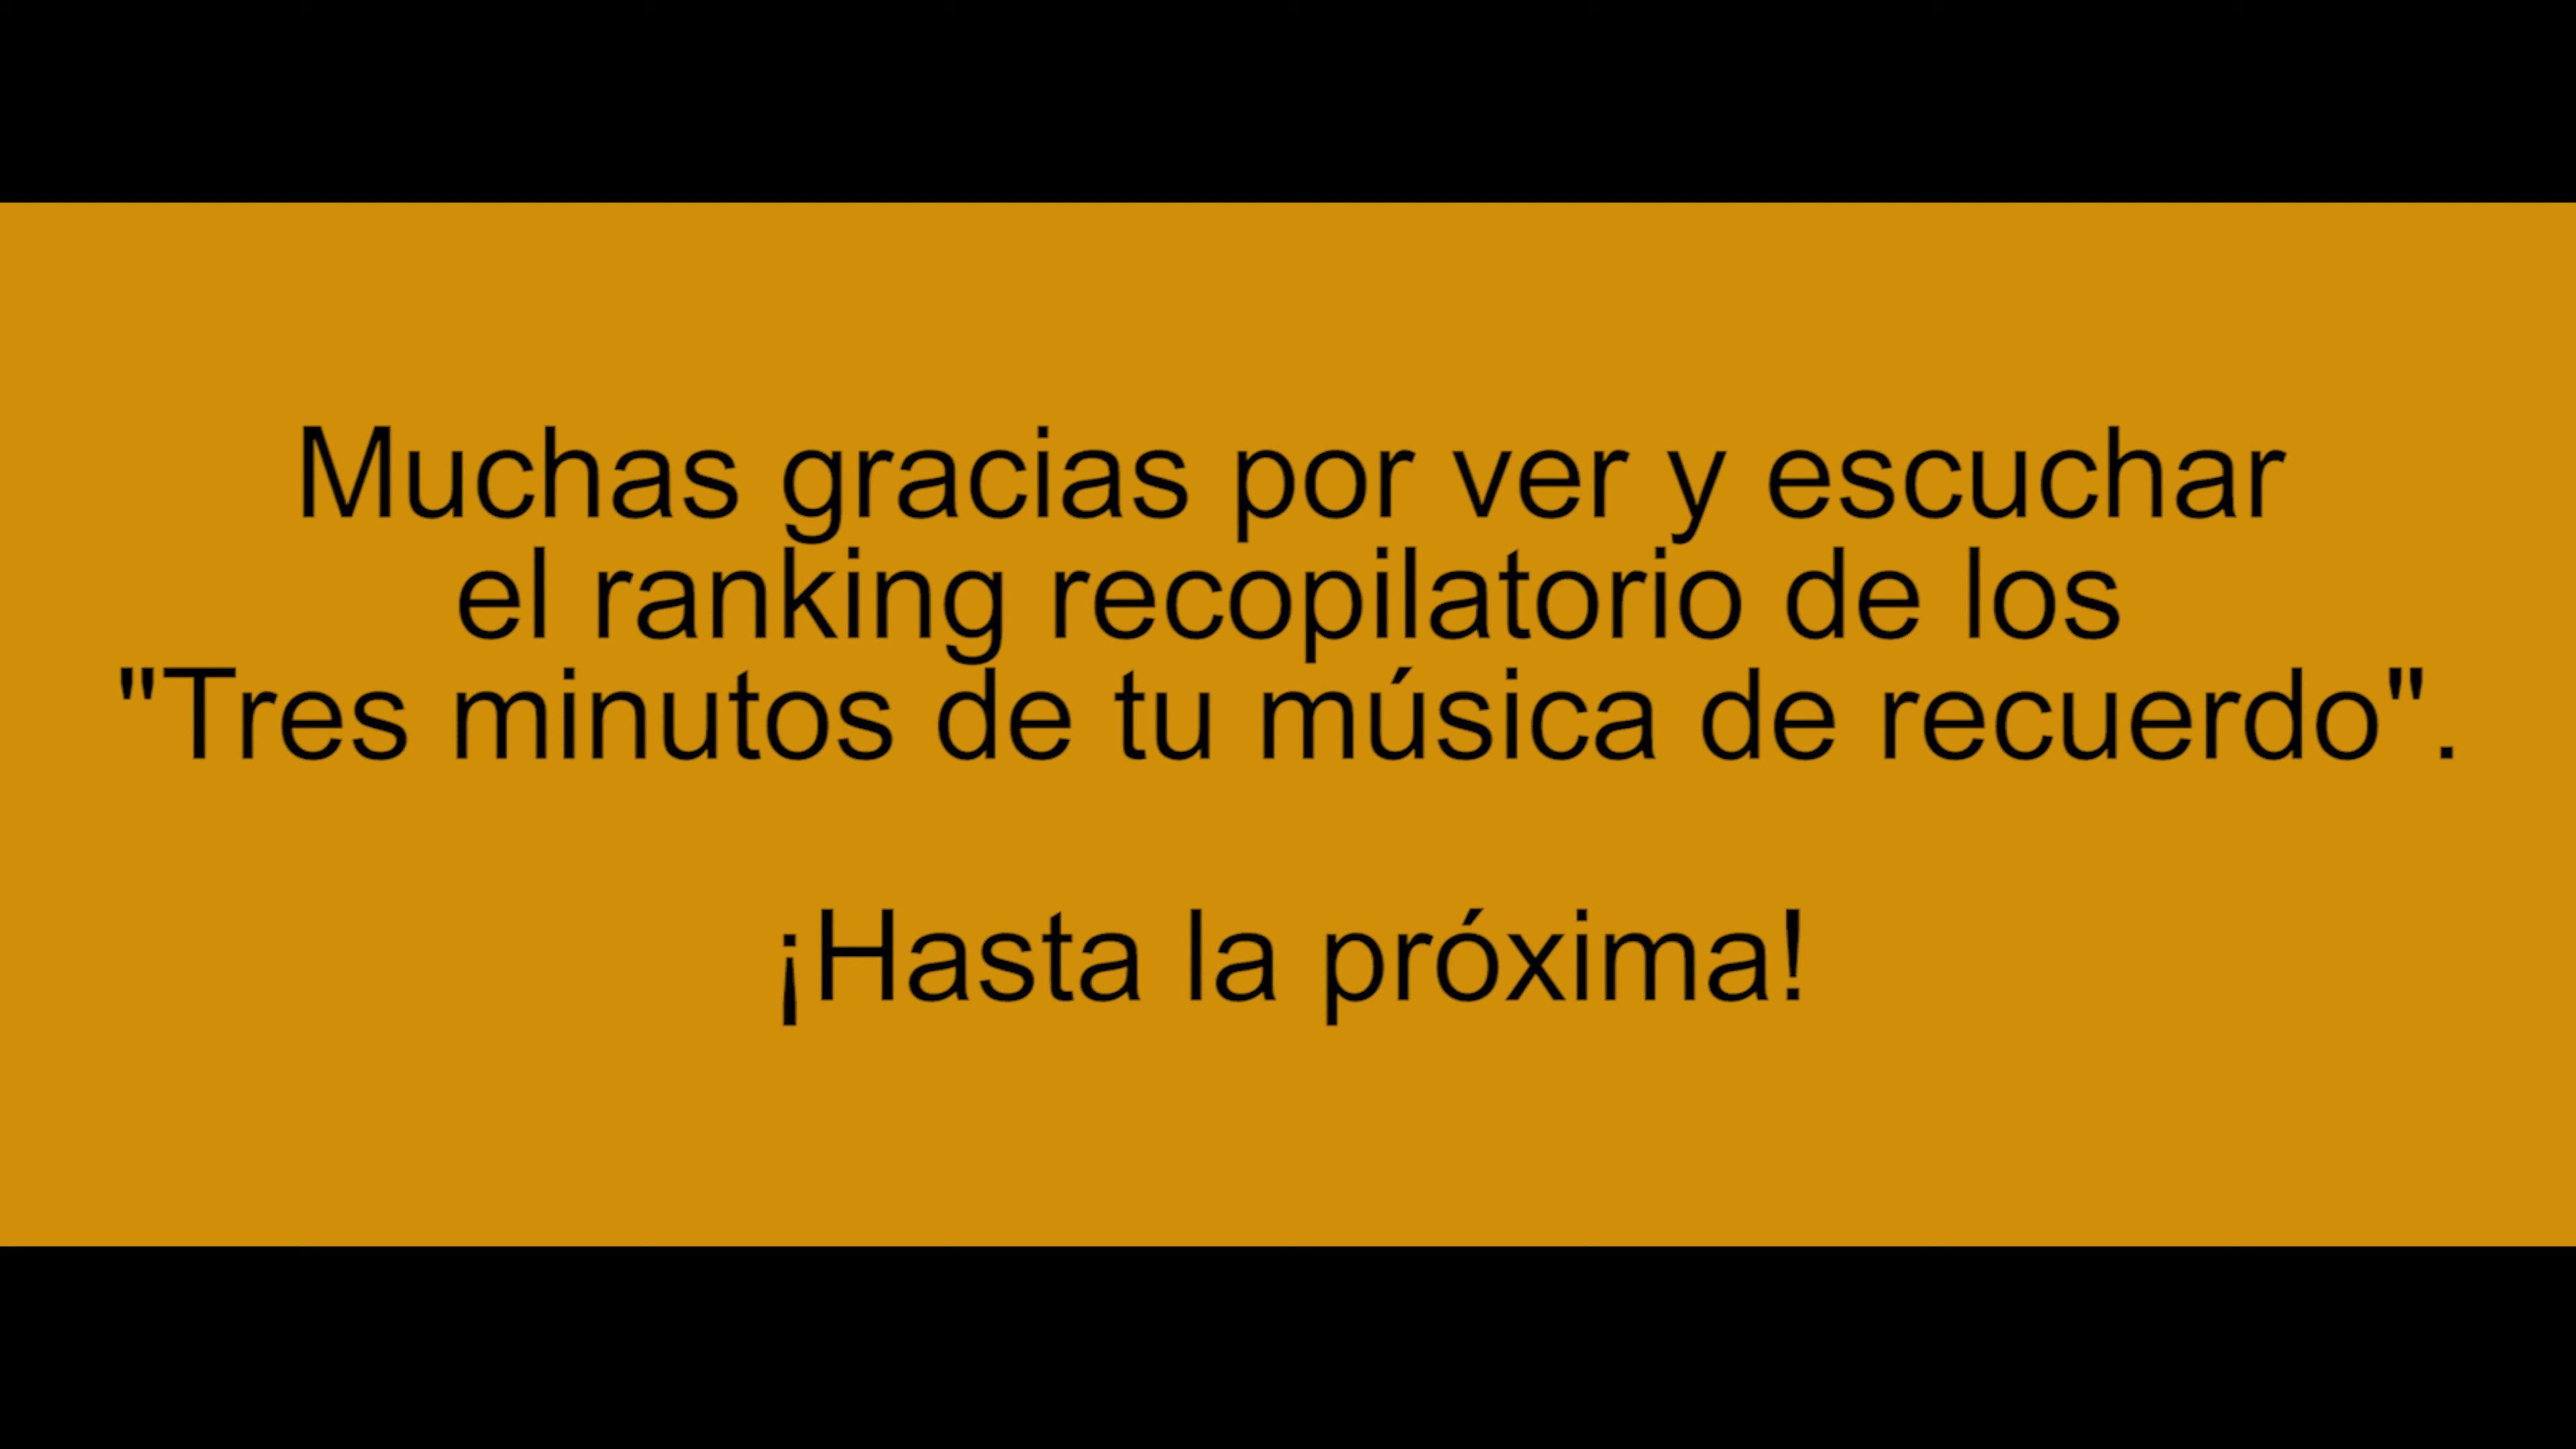 Muchas gracias por ver y escuchar
el ranking recopilatorio de los
"Tres minutos de tu música de recuerdo".
¡Hasta la próxima!